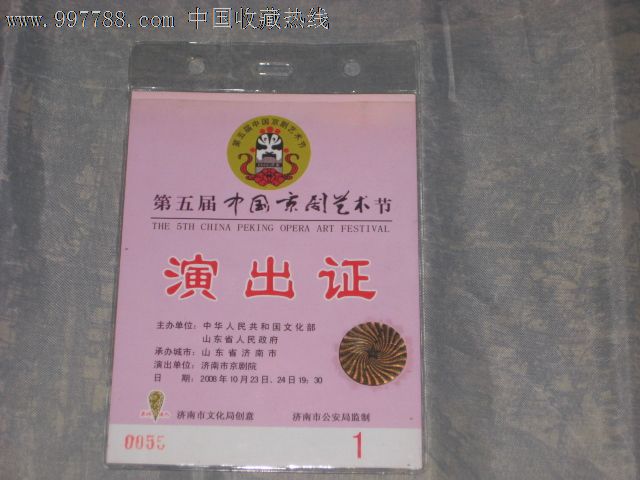 www.997788.com 中国收藏热线
第五届中国京剧艺术节
第五届中国京剧艺术节
THE 5TH CHINA PEKING OPERA ART FESTIVAL
演出证
主办单位：中华人民共和国文化部
山东省人民政府
承办城市：山东省济南市
演出单位：济南市京剧院
日　期：2008年10月23日、24日19：30
济南市文化局创意　济南市公安局监制
0055　1